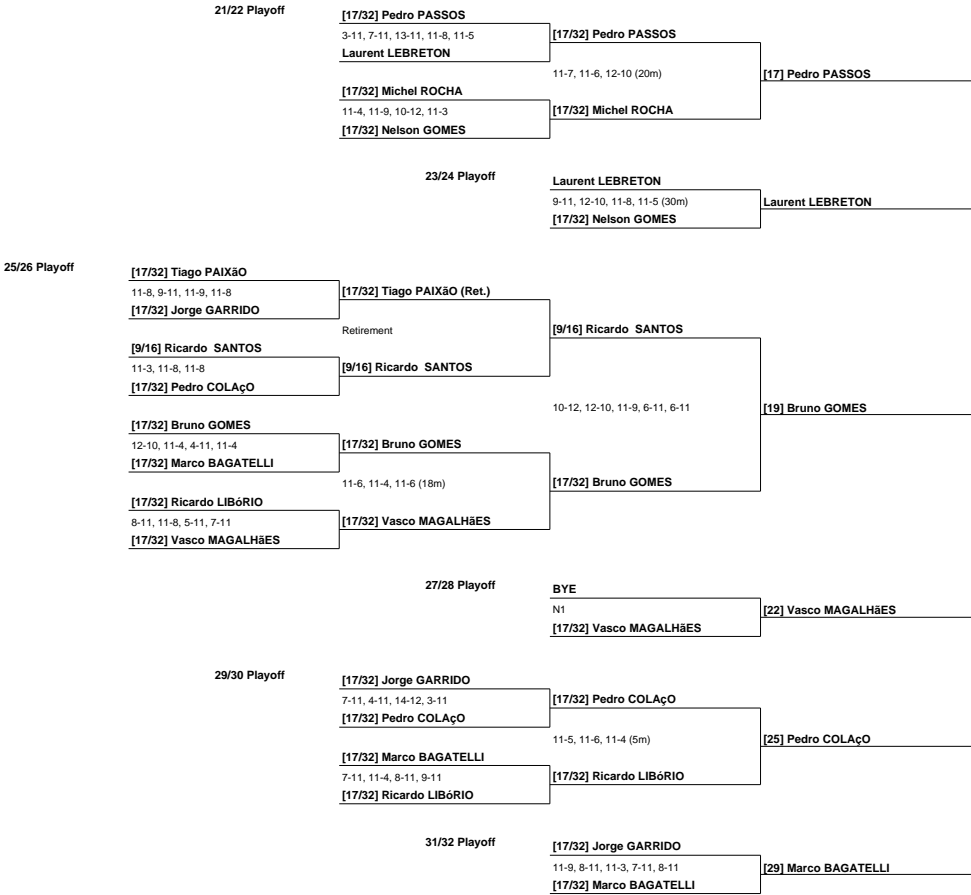 21/22 Playoff
[17/32] Pedro PASSOS
3-11, 7-11, 13-11, 11-8, 11-5
Laurent LEBRETON
[17/32] Pedro PASSOS
11-7, 11-6, 12-10 (20m)
[17] Pedro PASSOS
[17/32] Michel ROCHA
11-4, 11-9, 10-12, 11-3
[17/32] Nelson GOMES
[17/32] Michel ROCHA
23/24 Playoff
Laurent LEBRETON
9-11, 12-10, 11-8, 11-5 (30m)
[17/32] Nelson GOMES
Laurent LEBRETON
25/26 Playoff
[17/32] Tiago PAIXãO
11-8, 9-11, 11-9, 11-8
[17/32] Jorge GARRIDO
[17/32] Tiago PAIXãO (Ret.)
Retirement
[9/16] Ricardo  SANTOS
[9/16] Ricardo  SANTOS
11-3, 11-8, 11-8
[17/32] Pedro COLAçO
[9/16] Ricardo  SANTOS
10-12, 12-10, 11-9, 6-11, 6-11
[19] Bruno GOMES
[17/32] Bruno GOMES
12-10, 11-4, 4-11, 11-4
[17/32] Marco BAGATELLI
[17/32] Bruno GOMES
11-6, 11-4, 11-6 (18m)
[17/32] Bruno GOMES
[17/32] Ricardo LIBóRIO
8-11, 11-8, 5-11, 7-11
[17/32] Vasco MAGALHãES
[17/32] Vasco MAGALHãES
27/28 Playoff
BYE
N1
[17/32] Vasco MAGALHãES
[22] Vasco MAGALHãES
29/30 Playoff
[17/32] Jorge GARRIDO
7-11, 4-11, 14-12, 3-11
[17/32] Pedro COLAçO
[17/32] Pedro COLAçO
11-5, 11-6, 11-4 (5m)
[25] Pedro COLAçO
[17/32] Marco BAGATELLI
7-11, 11-4, 8-11, 9-11
[17/32] Ricardo LIBóRIO
[17/32] Ricardo LIBóRIO
31/32 Playoff
[17/32] Jorge GARRIDO
11-9, 8-11, 11-3, 7-11, 8-11
[17/32] Marco BAGATELLI
[29] Marco BAGATELLI